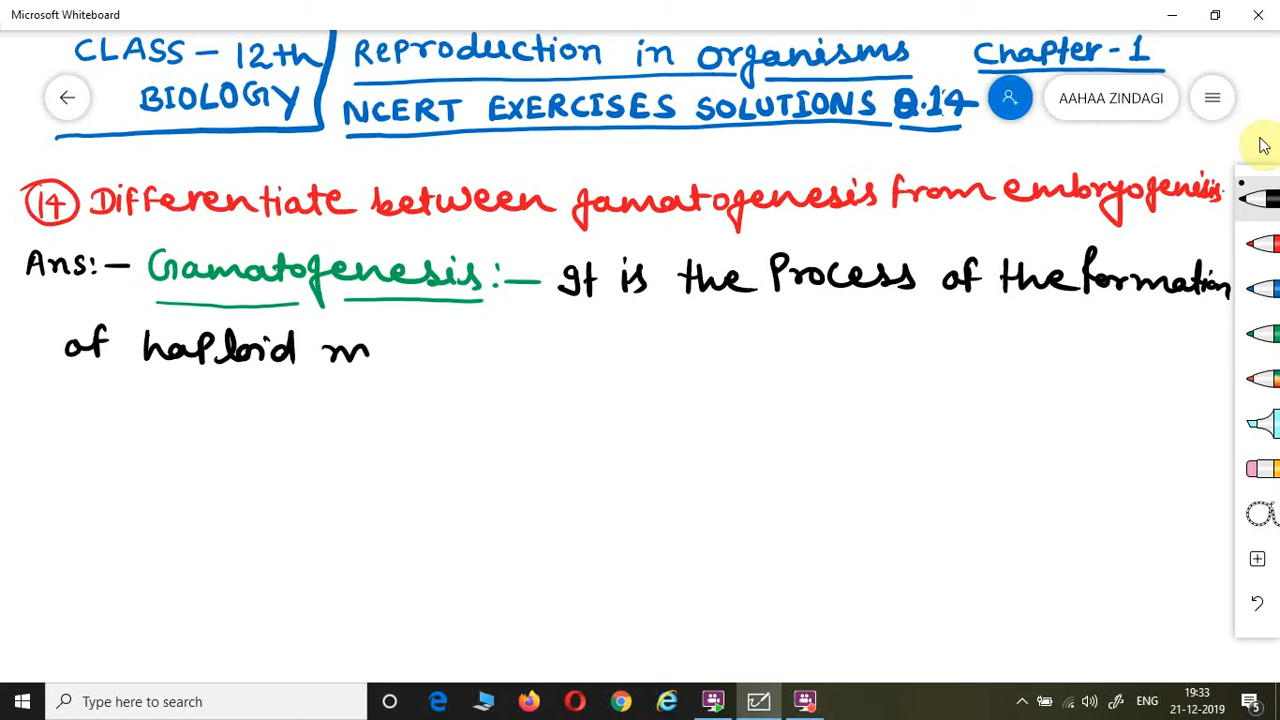 Microsoft Whiteboard
CLASS - 12th
BIOLOGY
Reproduction in organisms
Chapter - 1
NCERT EXERCISES SOLUTIONS Q.14
AAHAA ZINDAGI
14 Differentiate between gamatogenesis from embryogenesis.
Ans:- Gamatogenesis:- It is the Process of the formation
of haploid m
Type here to search
ENG
19:33
21-12-2019
5